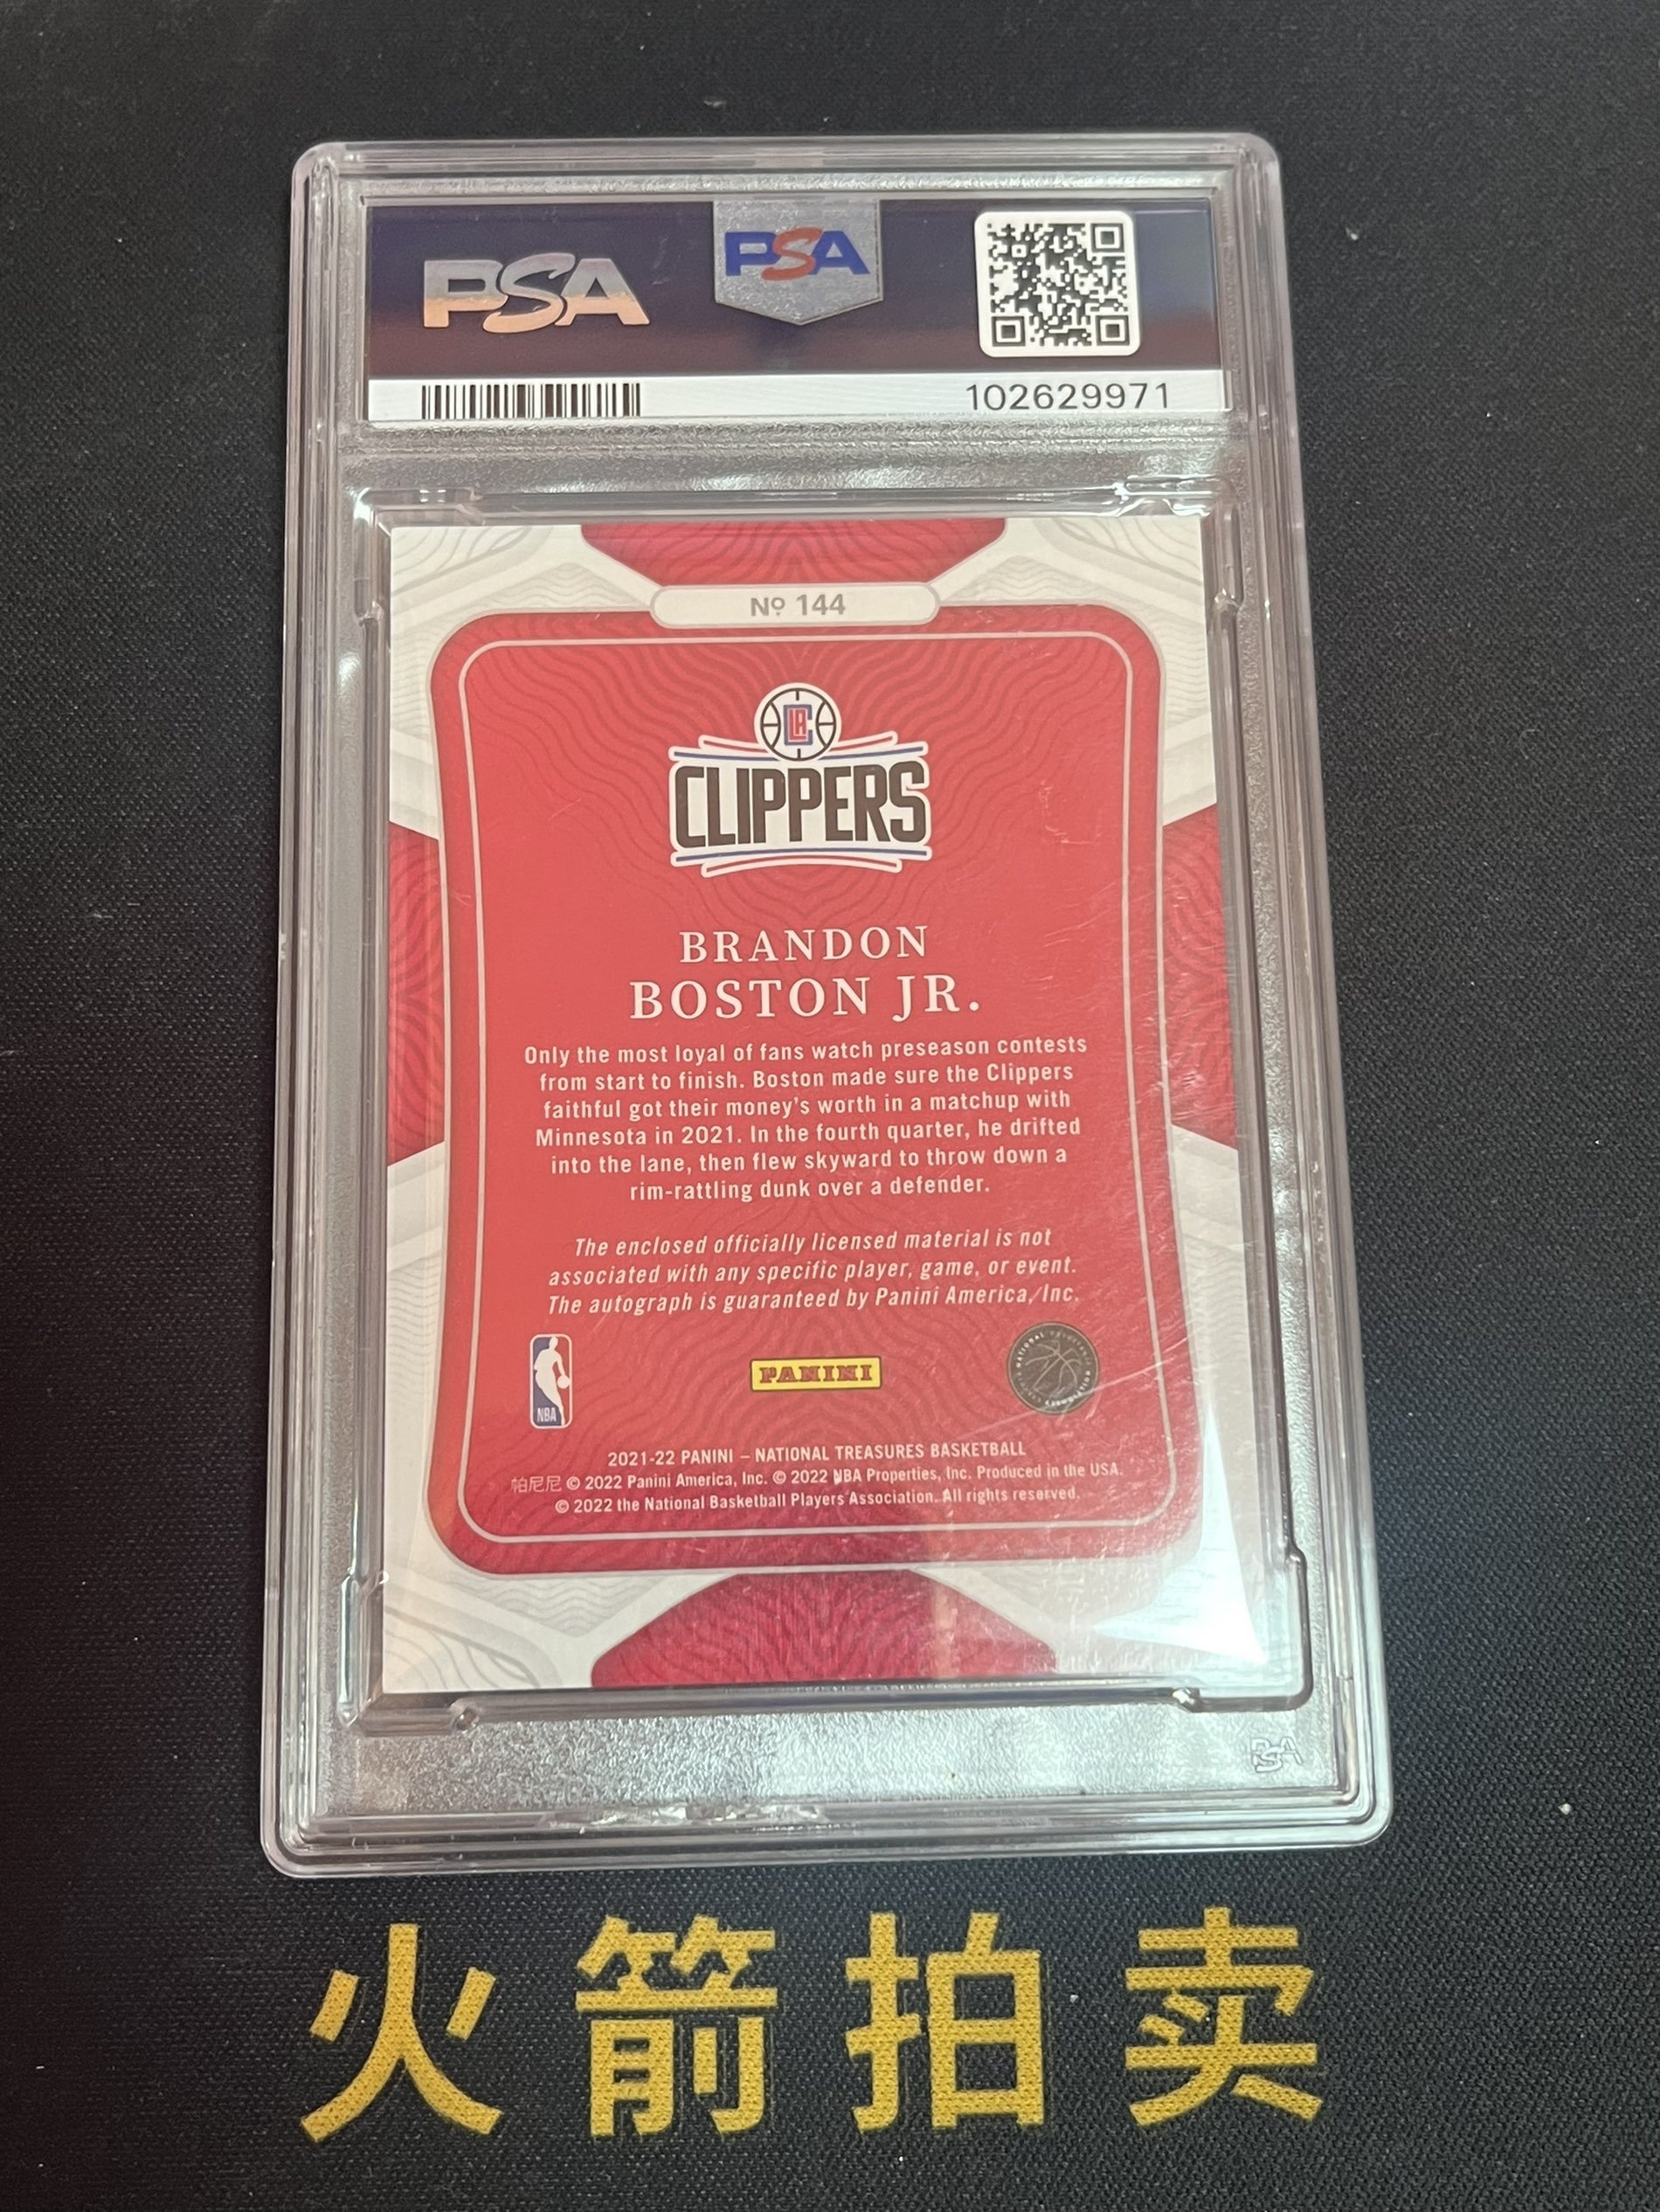 PSA
PSA
102629971
Nº 144
LAC
CLIPPERS
BRANDON
BOSTON JR.
Only the most loyal of fans watch preseason contests
from start to finish. Boston made sure the Clippers
faithful got their money's worth in a matchup with
Minnesota in 2021. In the fourth quarter, he drifted
into the lane, then flew skyward to throw down a
rim-rattling dunk over a defender.
The enclosed officially licensed material is not
associated with any specific player, game, or event.
The autograph is guaranteed by Panini America, Inc.
NBA
PANINI
2021-22 PANINI – NATIONAL TREASURES BASKETBALL
帕尼尼 © 2022 Panini America, Inc. © 2022 NBA Properties, Inc. Produced in the USA.
© 2022 the National Basketball Players Association. All rights reserved.
PSA
火箭拍卖